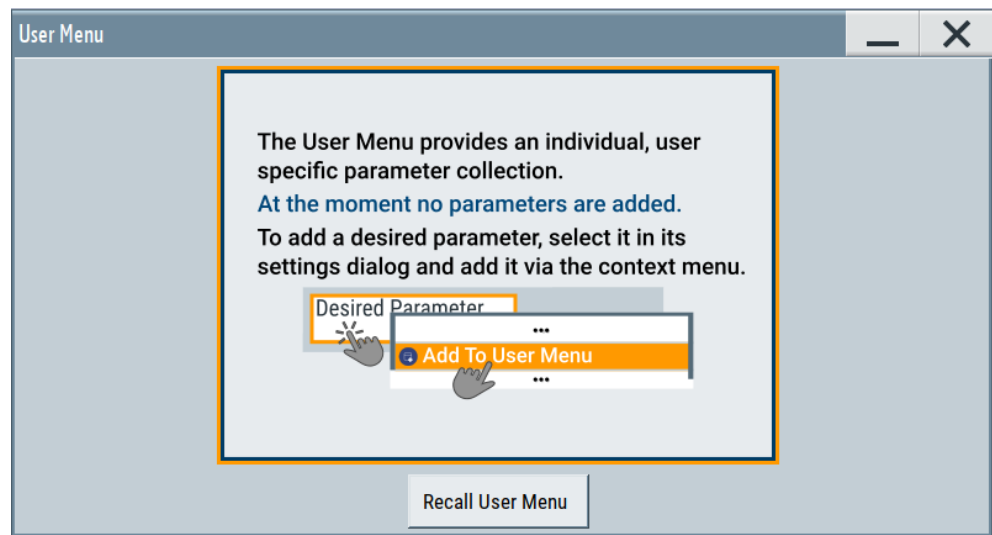 User Menu
The User Menu provides an individual, user
specific parameter collection.
At the moment no parameters are added.
To add a desired parameter, select it in its
settings dialog and add it via the context menu.
Desired Parameter
•••
Add To User Menu
•••
Recall User Menu